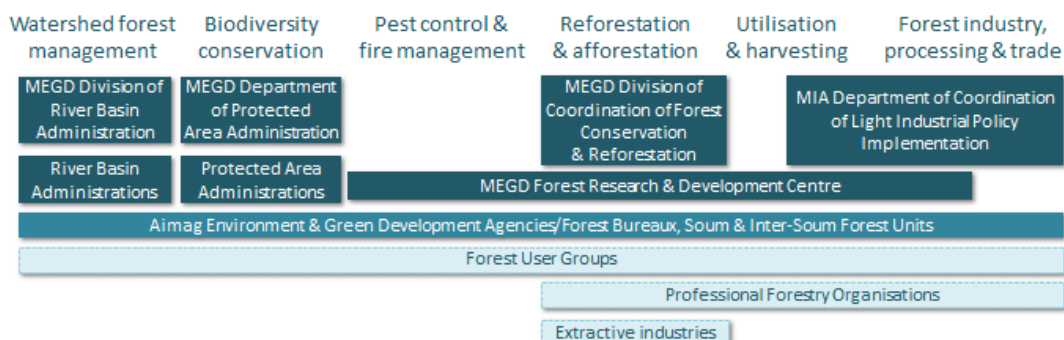 Watershed forest
management
Biodiversity
conservation
Pest control &
fire management
Reforestation
& afforestation
Utilisation
& harvesting
Forest industry,
processing & trade
MEGD Division of
River Basin
Administration
MEGD Department
of Protected
Area Administration
MEGD Division of
Coordination of Forest
Conservation
& Reforestation
MIA Department of Coordination
of Light Industrial Policy
Implementation
River Basin
Administrations
Protected Area
Administrations
MEGD Forest Research & Development Centre
Aimag Environment & Green Development Agencies/Forest Bureaux, Soum & Inter-Soum Forest Units
Forest User Groups
Professional Forestry Organisations
Extractive industries